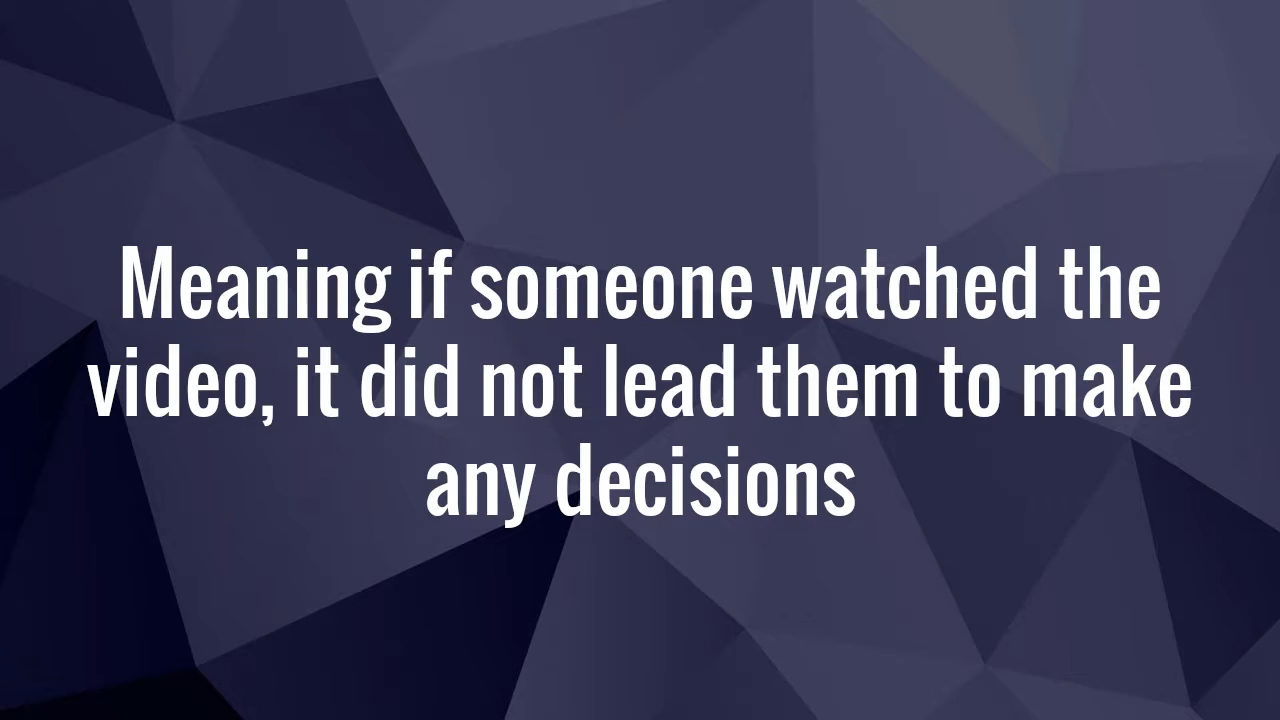 Meaning if someone watched the
video, it did not lead them to make
any decisions